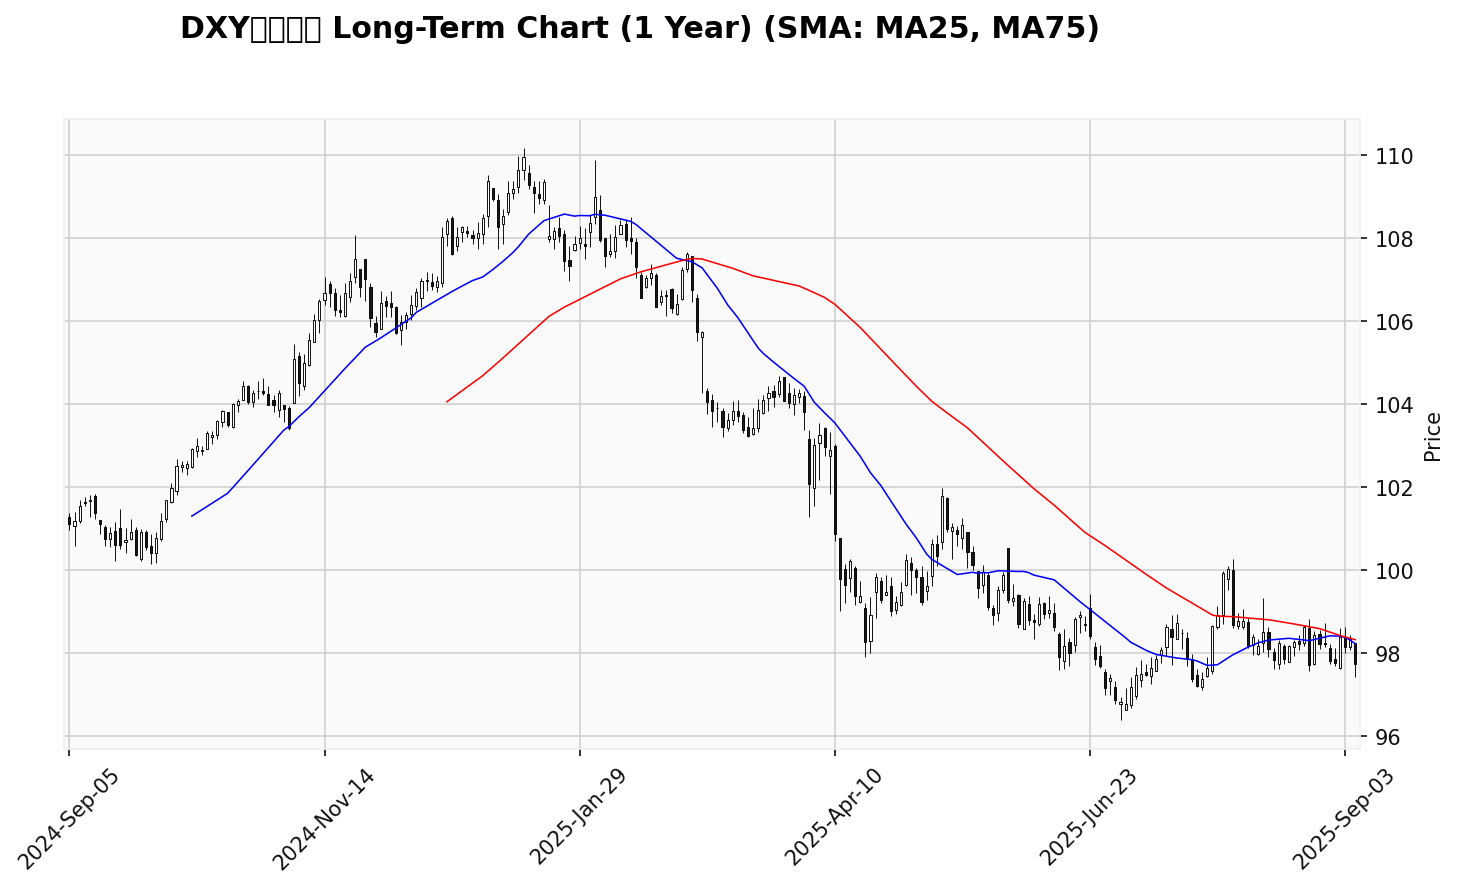 DXY Long-Term Chart (1 Year) (SMA: MA25, MA75)
110
108
106
104
102
100
98
96
Price
2024-Sep-05
2024-Nov-14
2025-Jan-29
2025-Apr-10
2025-Jun-23
2025-Sep-03